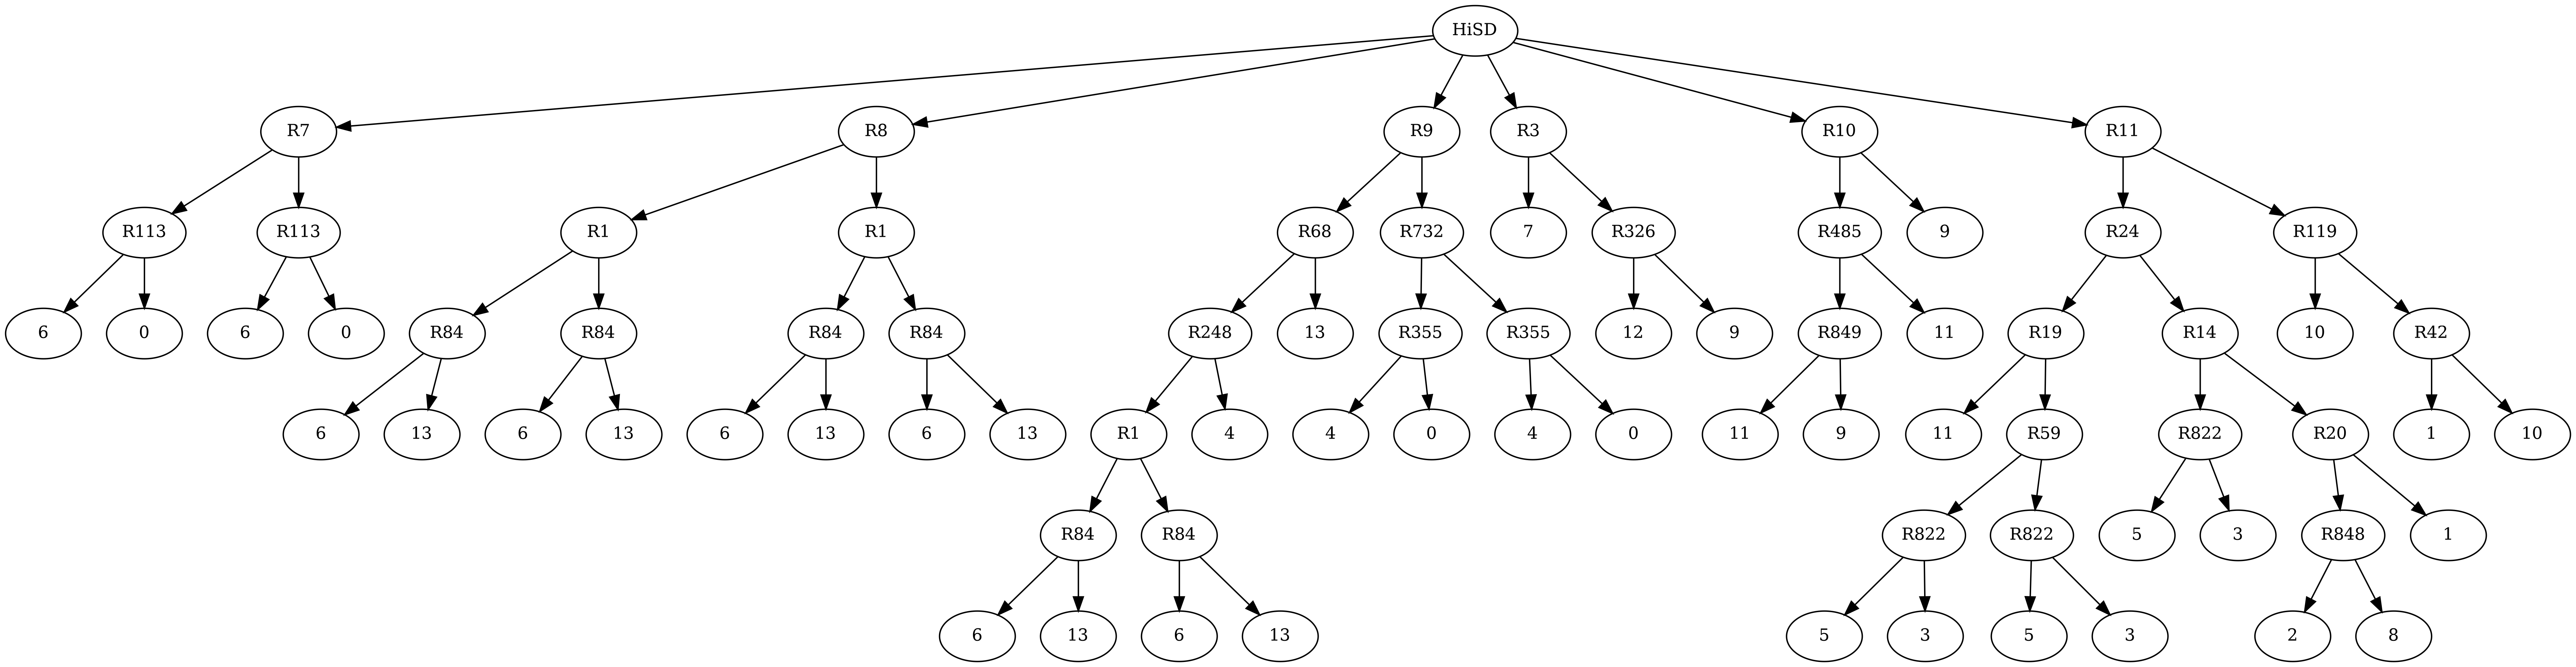 HiSD
R7 R8 R9 R3 R10 R11
R113 R113 R1 R1 R68 R732 7 R326 R485 9 R24 R119
6 0 6 0 R84 R84 R84 R84 R248 13 R355 R355 12 9 R849 11 R19 R14 10 R42
6 13 6 13 6 13 6 13 R1 4 4 0 4 0 11 9 11 R59 R822 R20 1 10
R84 R84 R822 R822 5 3 R848 1
6 13 6 13 5 3 5 3 2 8